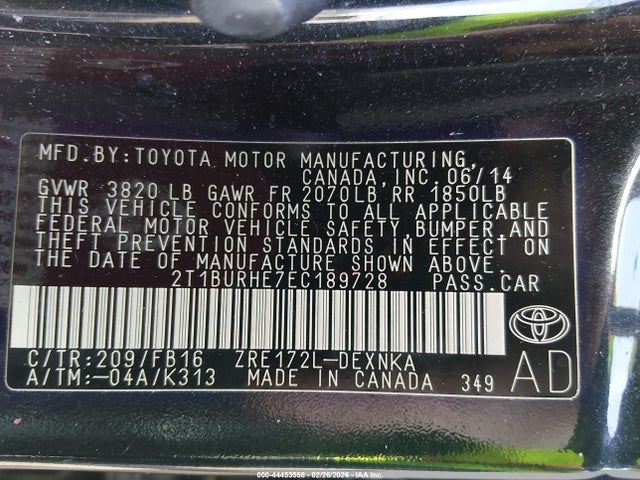 MFD.BY:TOYOTA MOTOR MANUFACTURING,
CANADA,INC. 06/14
GVWR 3820 LB GAWR FR 2070LB RR 1850LB
THIS VEHICLE CONFORMS TO ALL APPLICABLE
FEDERAL MOTOR VEHICLE SAFETY,BUMPER,AND
THEFT PREVENTION STANDARDS IN EFFECT ON
THE DATE OF MANUFACTURE SHOWN ABOVE.
2T1BURHE7EC189728 PASS.CAR
C/TR:209/FB16 ZRE172L-DEXNKA
A/TM:-04A/K313 MADE IN CANADA 349
AD
000-44453558 - 02/26/2026 - IAA Inc.